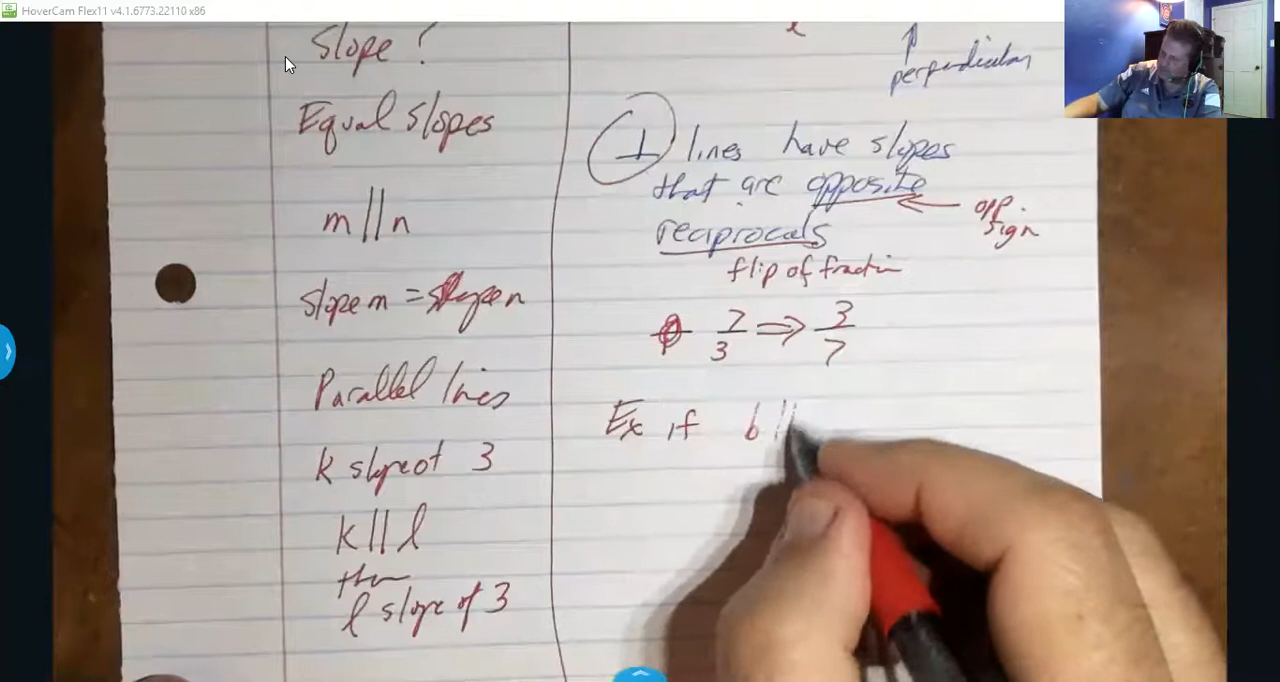 HoverCam Flex11 v4.1.6773.22110 x86
Slope ?
Equal slopes
m || n
slope m = slope n
Parallel lines
k slope of 3
k || l
then
l slope of 3
l
↑
perpendicular
⊥ lines have slopes
that are opposite
← opp.
sign
reciprocals
flip of fraction
7/3 ⇒ 3/7
Ex if b ||